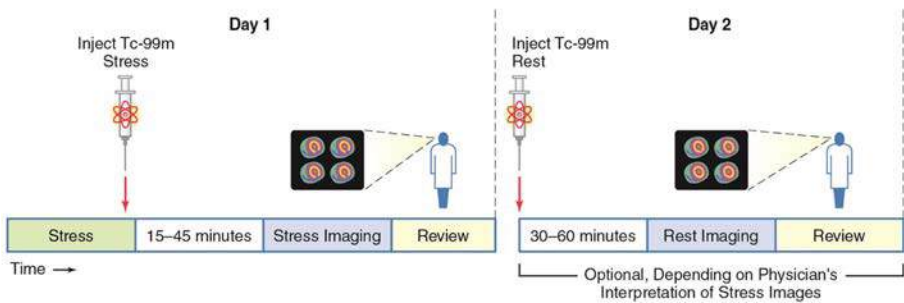 Day 1
Day 2
Inject Tc-99m
Stress
Inject Tc-99m
Rest
Stress
15–45 minutes
Stress Imaging
Review
30–60 minutes
Rest Imaging
Review
Time
Optional, Depending on Physician's
Interpretation of Stress Images